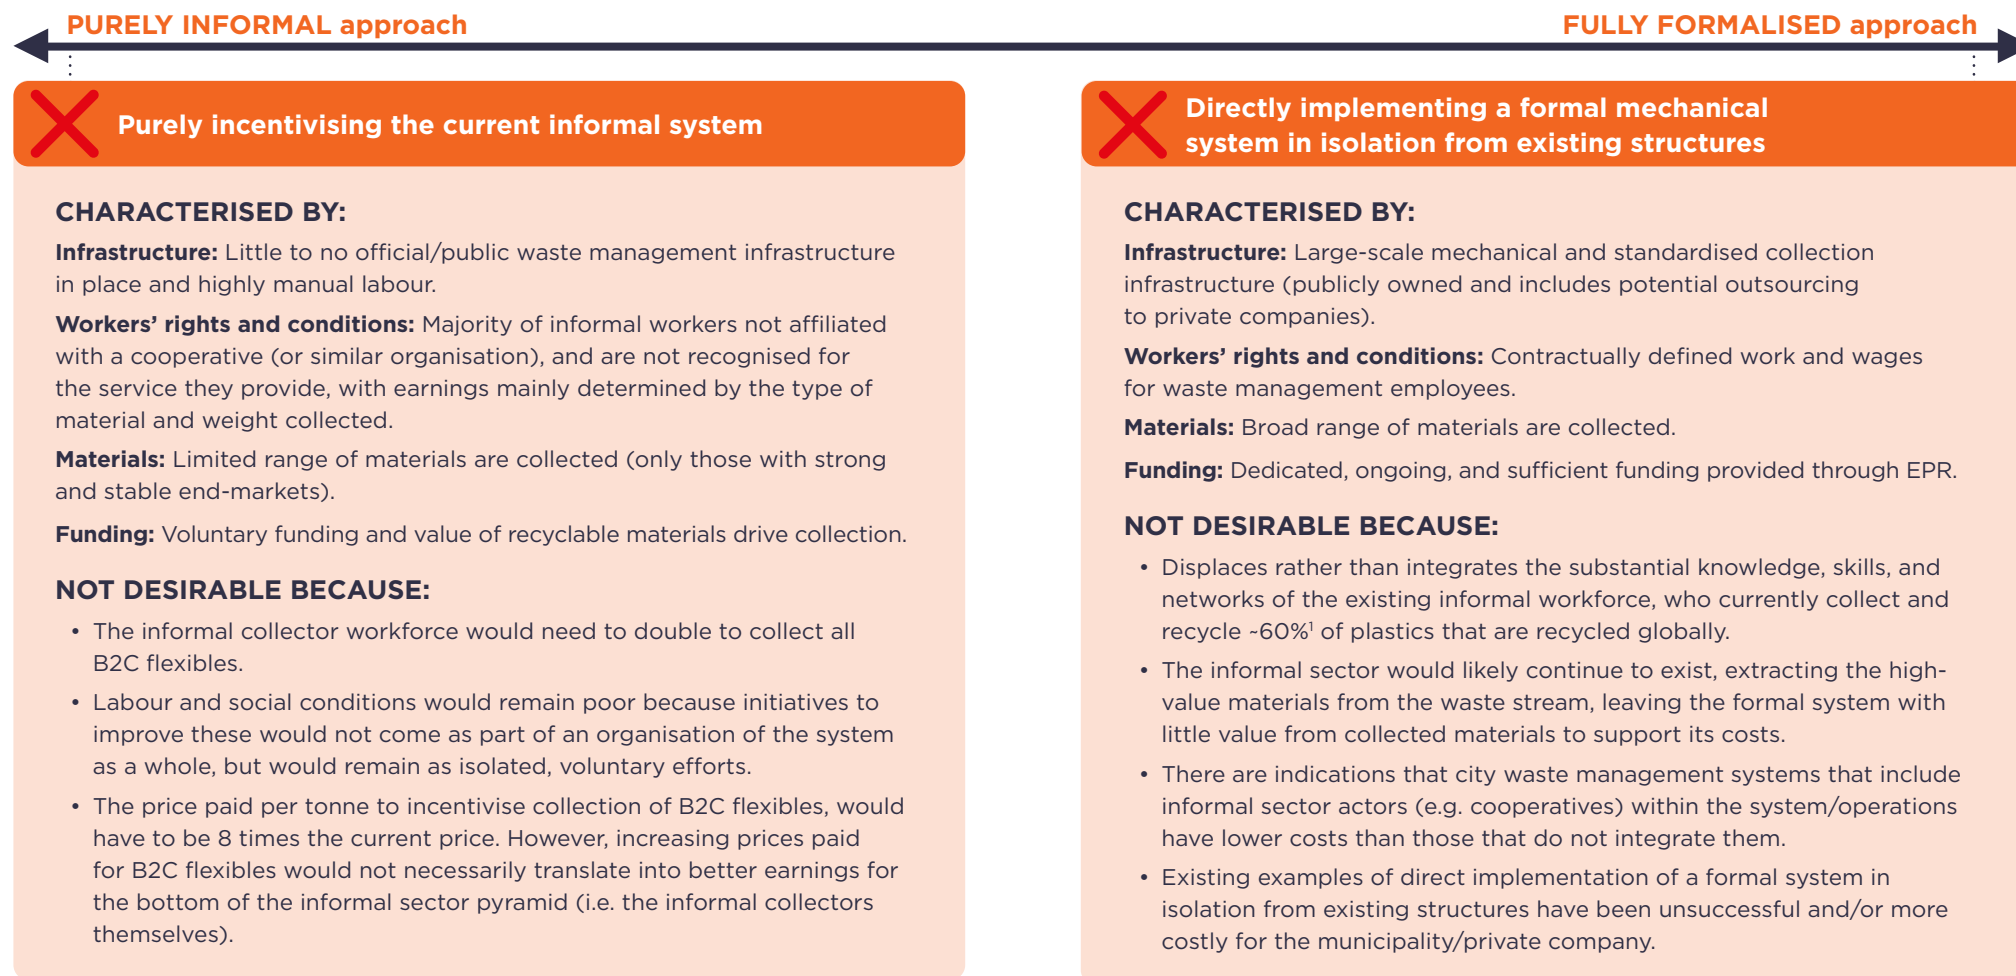 PURELY INFORMAL approach
FULLY FORMALISED approach
Purely incentivising the current informal system
CHARACTERISED BY:
Infrastructure: Little to no official/public waste management infrastructure
in place and highly manual labour.
Workers’ rights and conditions: Majority of informal workers not affiliated
with a cooperative (or similar organisation), and are not recognised for
the service they provide, with earnings mainly determined by the type of
material and weight collected.
Materials: Limited range of materials are collected (only those with strong
and stable end-markets).
Funding: Voluntary funding and value of recyclable materials drive collection.
NOT DESIRABLE BECAUSE:
• The informal collector workforce would need to double to collect all
B2C flexibles.
• Labour and social conditions would remain poor because initiatives to
improve these would not come as part of an organisation of the system
as a whole, but would remain as isolated, voluntary efforts.
• The price paid per tonne to incentivise collection of B2C flexibles, would
have to be 8 times the current price. However, increasing prices paid
for B2C flexibles would not necessarily translate into better earnings for
the bottom of the informal sector pyramid (i.e. the informal collectors
themselves).
Directly implementing a formal mechanical
system in isolation from existing structures
CHARACTERISED BY:
Infrastructure: Large-scale mechanical and standardised collection
infrastructure (publicly owned and includes potential outsourcing
to private companies).
Workers’ rights and conditions: Contractually defined work and wages
for waste management employees.
Materials: Broad range of materials are collected.
Funding: Dedicated, ongoing, and sufficient funding provided through EPR.
NOT DESIRABLE BECAUSE:
• Displaces rather than integrates the substantial knowledge, skills, and
networks of the existing informal workforce, who currently collect and
recycle ~60%¹ of plastics that are recycled globally.
• The informal sector would likely continue to exist, extracting the high-
value materials from the waste stream, leaving the formal system with
little value from collected materials to support its costs.
• There are indications that city waste management systems that include
informal sector actors (e.g. cooperatives) within the system/operations
have lower costs than those that do not integrate them.
• Existing examples of direct implementation of a formal system in
isolation from existing structures have been unsuccessful and/or more
costly for the municipality/private company.